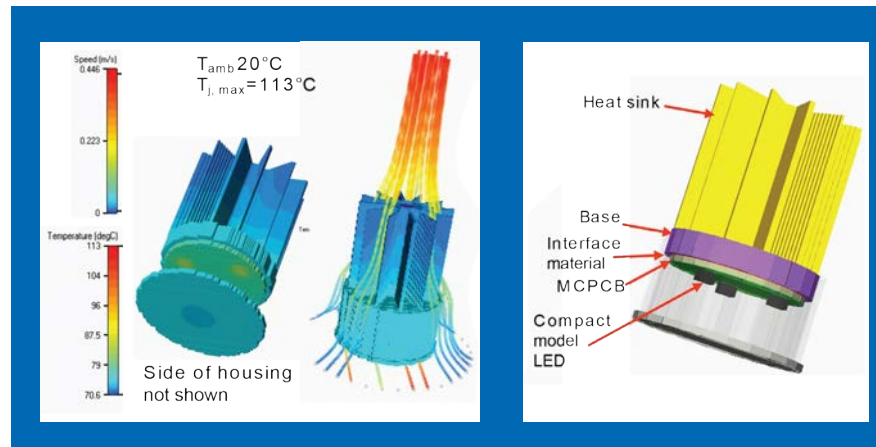 Speed (m/s)
0.446
0.223
0
Temperature (degC)
113
104
96
87.5
79
70.6
Tamb 20°C
Tj, max=113°C
Side of housing
not shown
Heat sink
Base
Interface
material
MCPCB
Compact
model
LED